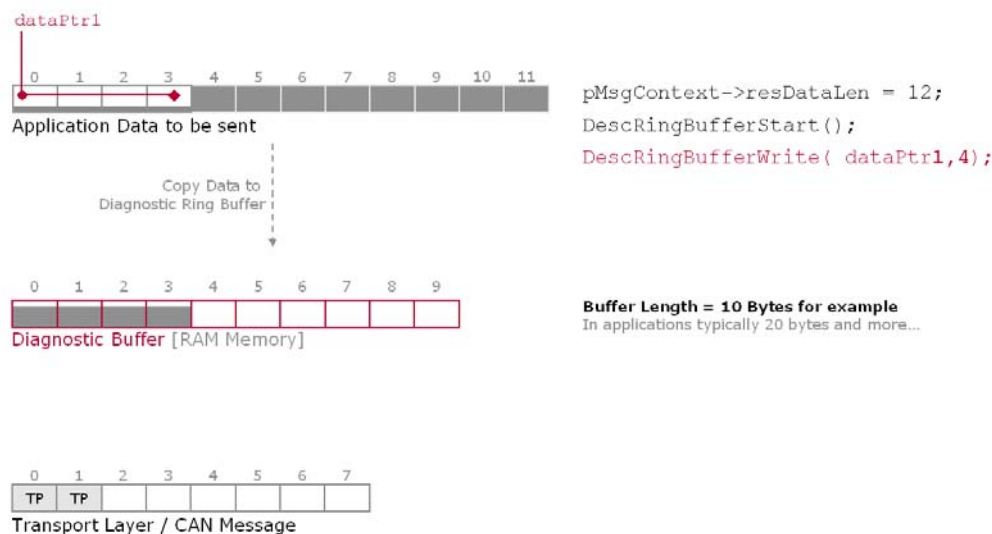 dataPtr1
0 1 2 3 4 5 6 7 8 9 10 11
Application Data to be sent
pMsgContext->resDataLen = 12;
DescRingBufferStart();
DescRingBufferWrite( dataPtr1,4);
Copy Data to
Diagnostic Ring Buffer
0 1 2 3 4 5 6 7 8 9
Diagnostic Buffer [RAM Memory]
Buffer Length = 10 Bytes for example
In applications typically 20 bytes and more...
0 1 2 3 4 5 6 7
TP TP
Transport Layer / CAN Message